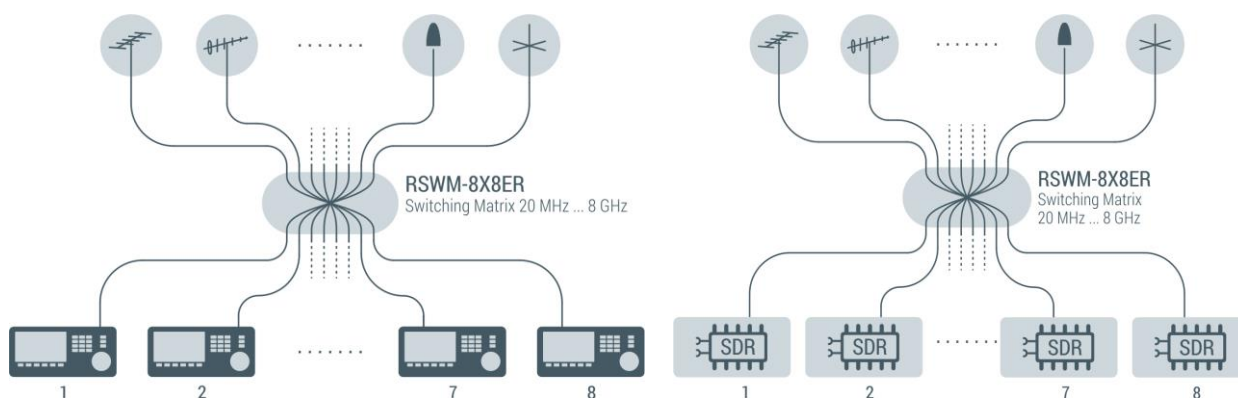 RSWM-8X8ER
Switching Matrix 20 MHz ... 8 GHz
1
2
7
8
RSWM-8X8ER
Switching Matrix
20 MHz ... 8 GHz
SDR
SDR
SDR
SDR
1
2
7
8